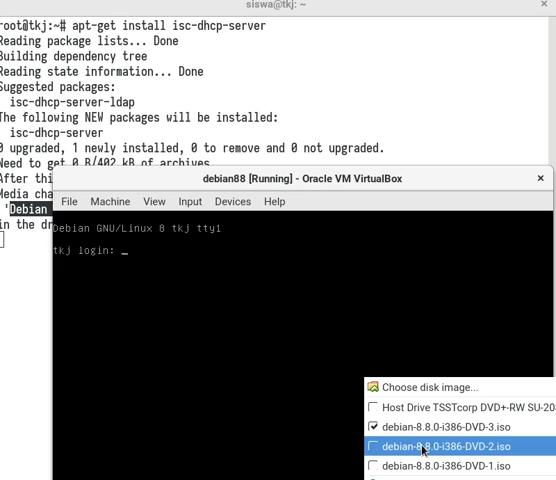 siswa@tkj: ~
root@tkj:~# apt-get install isc-dhcp-server
Reading package lists... Done
Building dependency tree
Reading state information... Done
Suggested packages:
isc-dhcp-server-ldap
The following NEW packages will be installed:
isc-dhcp-server
0 upgraded, 1 newly installed, 0 to remove and 0 not upgraded.
Need to get 0 B/402 kB of archives.
After thi
Media cha
'Debian
in the dr
debian88 [Running] - Oracle VM VirtualBox
File Machine View Input Devices Help
Debian GNU/Linux 8 tkj tty1
tkj login: _
Choose disk image...
Host Drive TSSTcorp DVD+-RW SU-20
debian-8.8.0-i386-DVD-3.iso
debian-8.8.0-i386-DVD-2.iso
debian-8.8.0-i386-DVD-1.iso